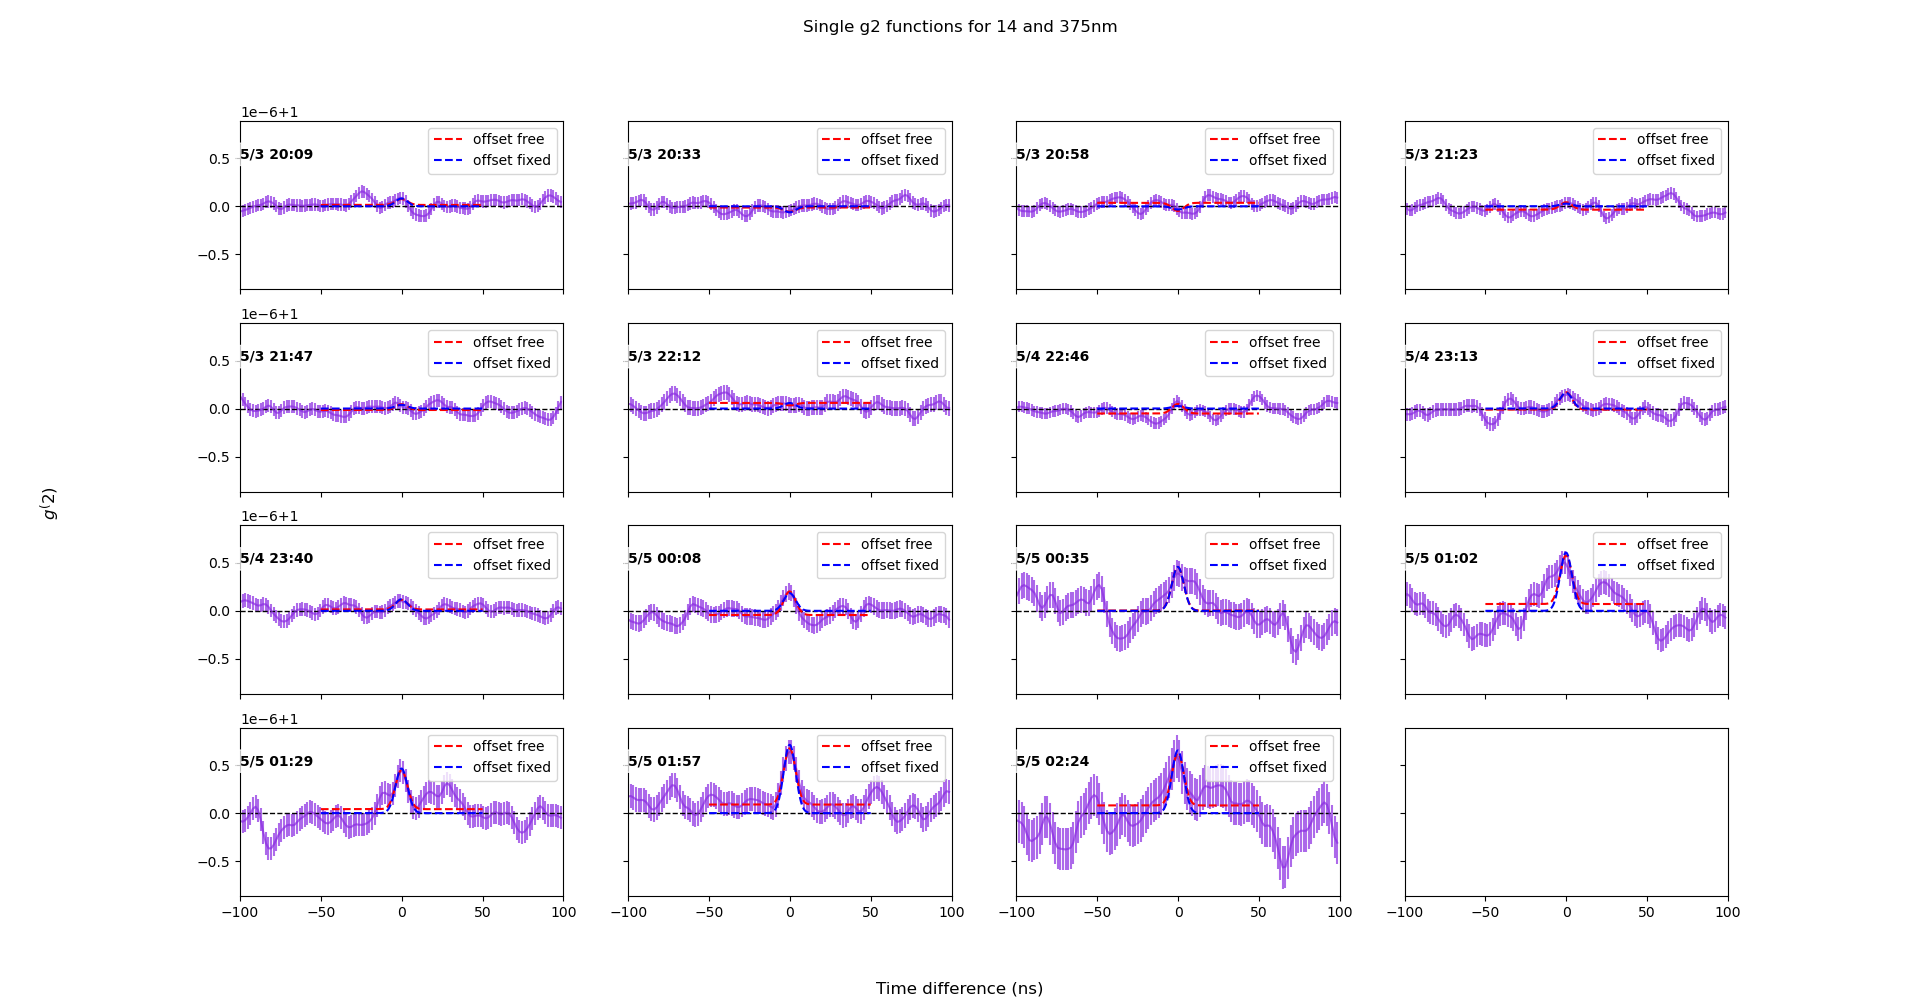 Single g2 functions for 14 and 375nm
1e−6+1
5/3 20:09
offset free
offset fixed
0.5
0.0
−0.5
5/3 20:33
offset free
offset fixed
5/3 20:58
offset free
offset fixed
5/3 21:23
offset free
offset fixed
1e−6+1
5/3 21:47
offset free
offset fixed
0.5
0.0
−0.5
5/3 22:12
offset free
offset fixed
5/4 22:46
offset free
offset fixed
5/4 23:13
offset free
offset fixed
g⁽2)
1e−6+1
5/4 23:40
offset free
offset fixed
0.5
0.0
−0.5
5/5 00:08
offset free
offset fixed
5/5 00:35
offset free
offset fixed
5/5 01:02
offset free
offset fixed
1e−6+1
5/5 01:29
offset free
offset fixed
0.5
0.0
−0.5
5/5 01:57
offset free
offset fixed
5/5 02:24
offset free
offset fixed
−100 −50 0 50 100
−100 −50 0 50 100
−100 −50 0 50 100
−100 −50 0 50 100
Time difference (ns)